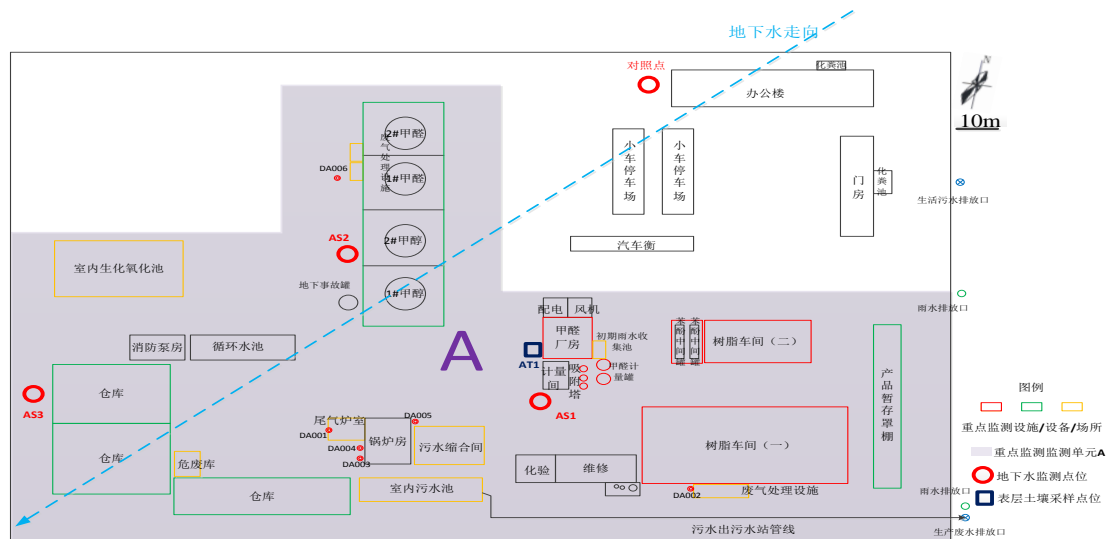 地下水走向
对照点
化粪池
办公楼
N
10m
2#甲醛
废气处理设施
DA006
1#甲醛
小车停车场
小车停车场
门房
化粪池
生活污水排放口
AS2
2#甲醇
汽车衡
室内生化氧化池
地下事故罐
1#甲醇
雨水排放口
配电
风机
消防泵房
循环水池
A
甲醛厂房
初期雨水收集池
苯酚中间罐
苯酚中间罐
树脂车间（二）
AT1
计量间
吸附塔
甲醛计量罐
产品暂存罩棚
仓库
AS3
AS1
图例
重点监测设施/设备/场所
尾气炉室
DA005
DA001
锅炉房
DA004
DA003
污水缩合间
树脂车间（一）
重点监测监测单元A
仓库
危废库
化验
维修
地下水监测点位
仓库
室内污水池
DA002
废气处理设施
雨水排放口
表层土壤采样点位
污水出污水站管线
生产废水排放口